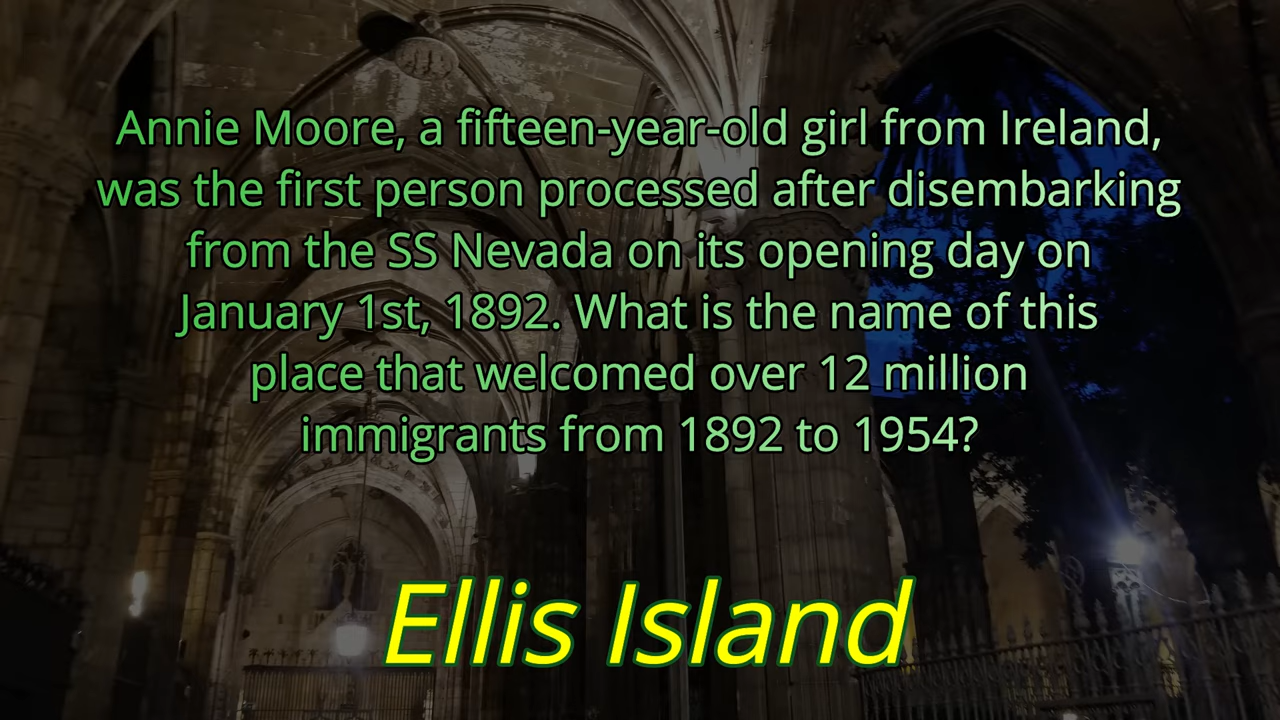 Annie Moore, a fifteen-year-old girl from Ireland,
was the first person processed after disembarking
from the SS Nevada on its opening day on
January 1st, 1892. What is the name of this
place that welcomed over 12 million
immigrants from 1892 to 1954?
Ellis Island